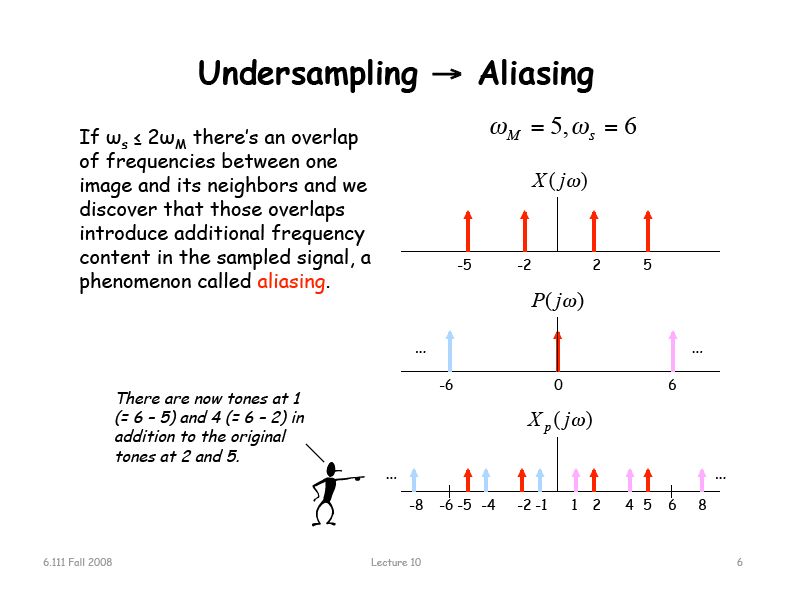 Undersampling → Aliasing
If ωs ≤ 2ωM there’s an overlap
of frequencies between one
image and its neighbors and we
discover that those overlaps
introduce additional frequency
content in the sampled signal, a
phenomenon called aliasing.
ωM = 5, ωs = 6
X(jω)
-5 -2 2 5
P(jω)
... ...
-6 0 6
There are now tones at 1
(= 6 – 5) and 4 (= 6 – 2) in
addition to the original
tones at 2 and 5.
Xp(jω)
... ...
-8 -6 -5 -4 -2 -1 1 2 4 5 6 8
6.111 Fall 2008 Lecture 10 6